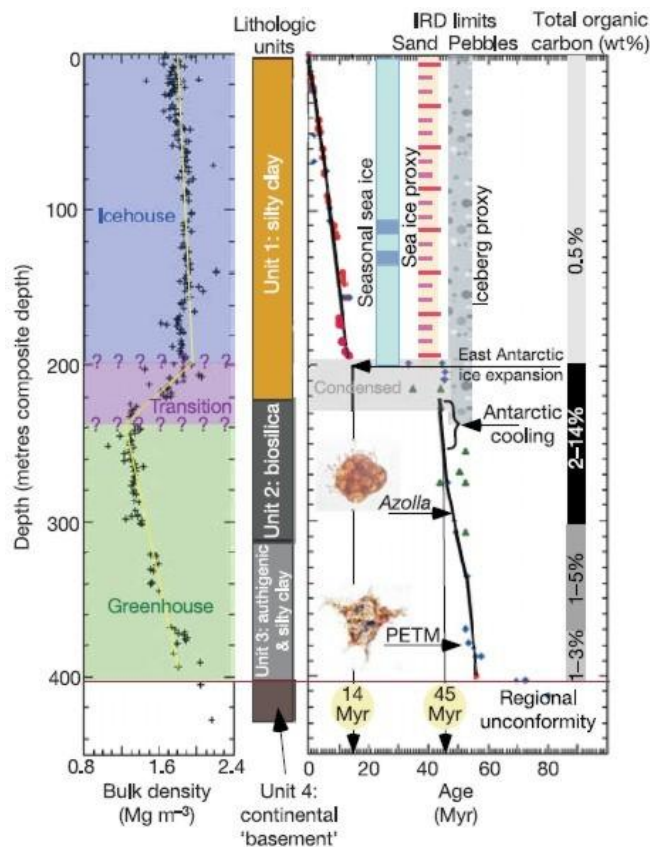 Lithologic
units
IRD limits
Sand Pebbles
Total organic
carbon (wt%)
0
100
200
300
400
Depth (metres composite depth)
Icehouse
? ? ? ? ? ?
Transition
? ? ? ? ? ?
Greenhouse
Unit 1: silty clay
Unit 2: biosilica
Unit 3: authigenic
& silty clay
Seasonal sea ice
Sea ice proxy
Iceberg proxy
0.5%
2–14%
1–5%
1–3%
East Antarctic
ice expansion
Condensed
Antarctic
cooling
Azolla
PETM
14
Myr
45
Myr
Regional
unconformity
0.8 1.6 2.4
Bulk density
(Mg m–3)
Unit 4:
continental
'basement'
0 20 40 60 80
Age
(Myr)